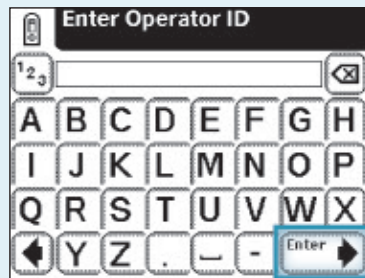 Enter Operator ID
123
A B C D E F G H
I J K L M N O P
Q R S T U V W X
Y Z . - Enter